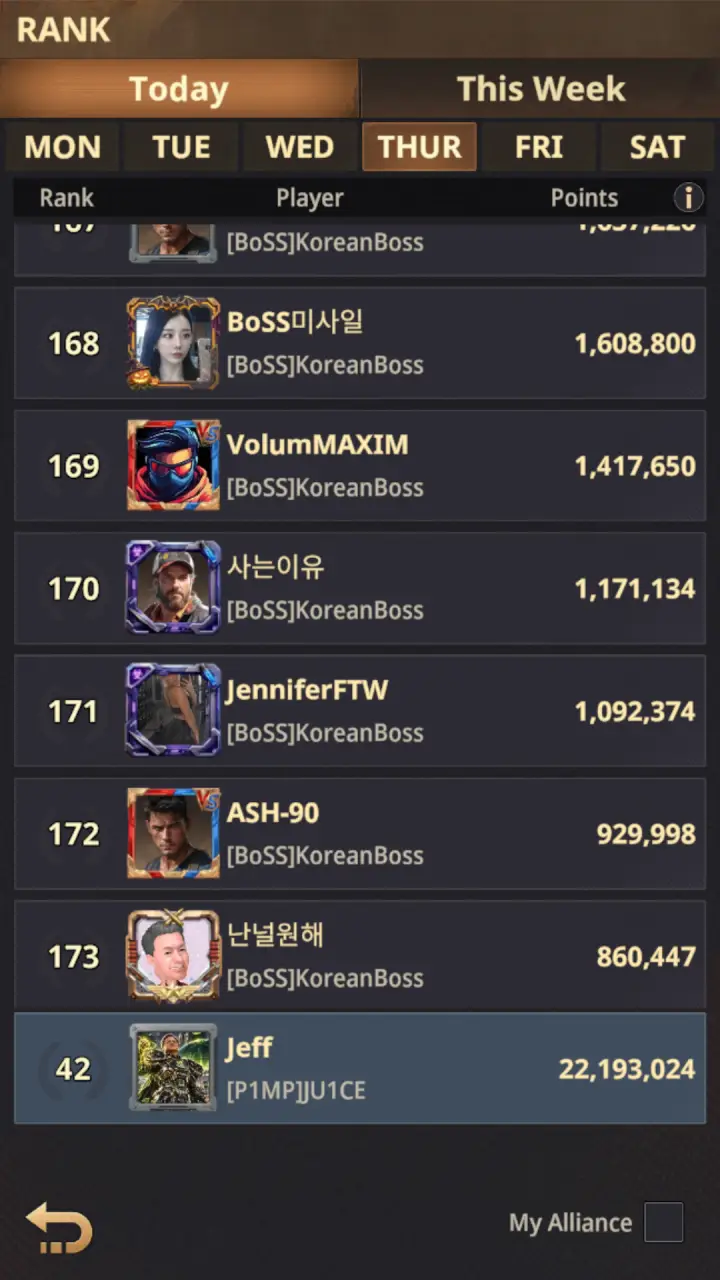 RANK
Today
This Week
MON
TUE
WED
THUR
FRI
SAT
Rank
Player
Points
[BoSS]KoreanBoss
168
BoSS미사일
[BoSS]KoreanBoss
1,608,800
169
VolumMAXIM
[BoSS]KoreanBoss
1,417,650
170
사는이유
[BoSS]KoreanBoss
1,171,134
171
JenniferFTW
[BoSS]KoreanBoss
1,092,374
172
ASH-90
[BoSS]KoreanBoss
929,998
173
난널원해
[BoSS]KoreanBoss
860,447
42
Jeff
[P1MP]JU1CE
22,193,024
My Alliance